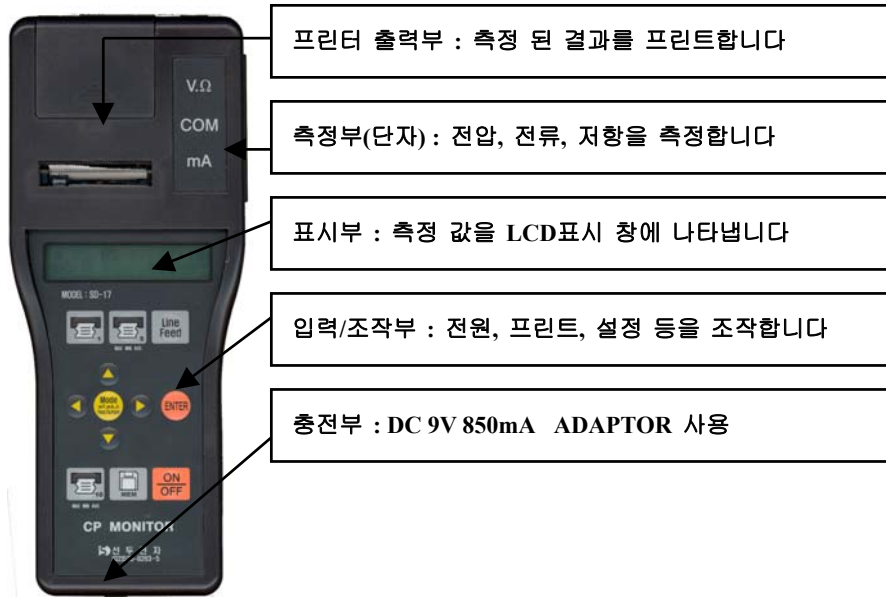 프린터 출력부 : 측정 된 결과를 프린트합니다
V.Ω
COM
mA
측정부(단자) : 전압, 전류, 저항을 측정합니다
표시부 : 측정 값을 LCD표시 창에 나타냅니다
MODEL : SD-17
Line
Feed
입력/조작부 : 전원, 프린트, 설정 등을 조작합니다
Mode
ENTER
충전부 : DC 9V 850mA ADAPTOR 사용
MEM
ON
OFF
CP MONITOR
선두전자